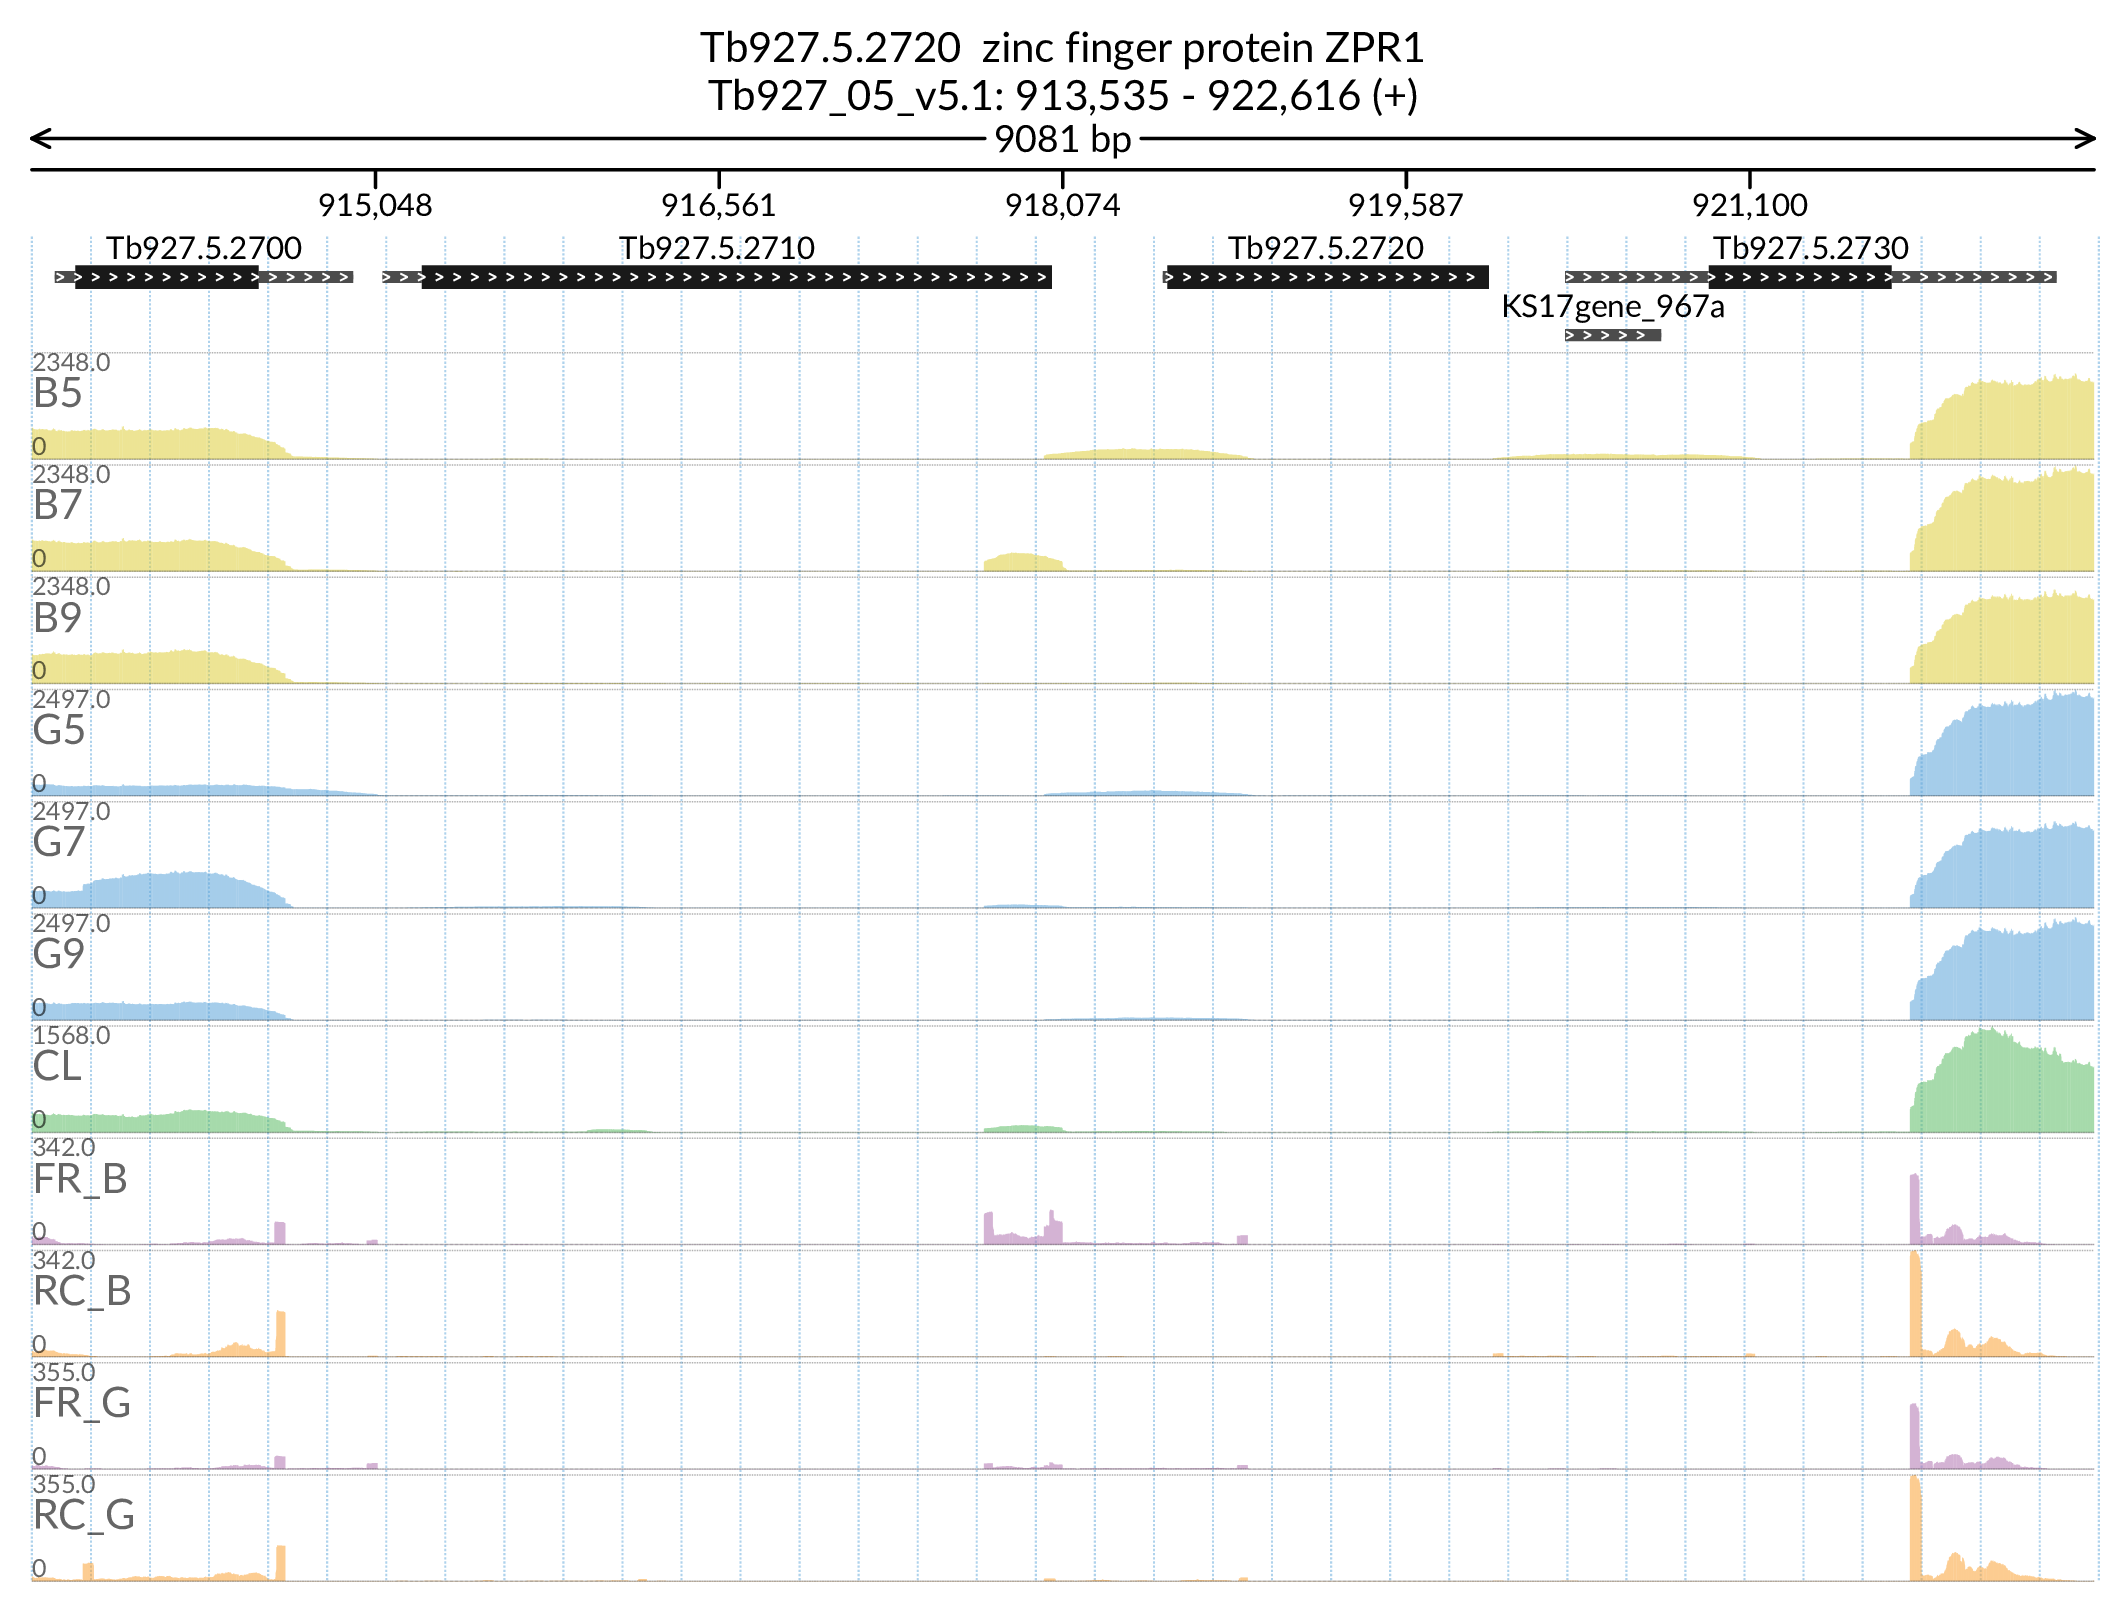 Tb927.5.2720 zinc finger protein ZPR1
Tb927_05_v5.1: 913,535 - 922,616 (+)
9081 bp
915,048 916,561 918,074 919,587 921,100
Tb927.5.2700 Tb927.5.2710 Tb927.5.2720 Tb927.5.2730
KS17gene_967a
2348.0
B5
0
2348.0
B7
0
2348.0
B9
0
2497.0
G5
0
2497.0
G7
0
2497.0
G9
0
1568.0
CL
0
342.0
FR_B
0
342.0
RC_B
0
355.0
FR_G
0
355.0
RC_G
0